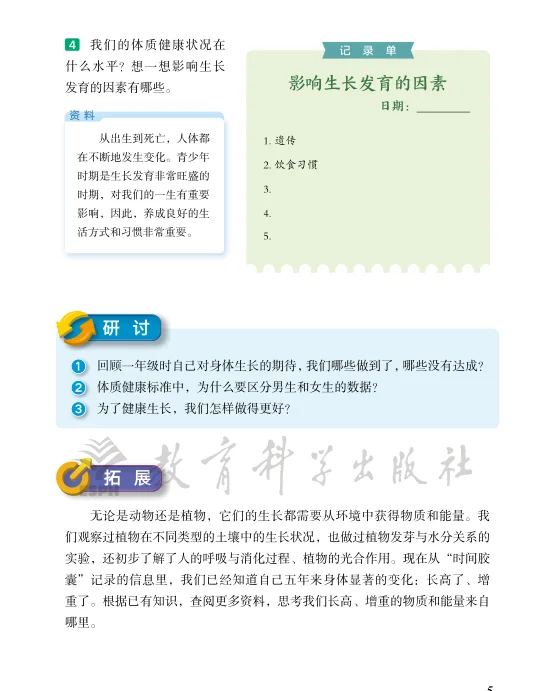 4 我们的体质健康状况在
什么水平？想一想影响生长
发育的因素有哪些。
资料
从出生到死亡，人体都
在不断地发生变化。青少年
时期是生长发育非常旺盛的
时期，对我们的一生有重要
影响，因此，养成良好的生
活方式和习惯非常重要。
记录单
影响生长发育的因素
日期：
1. 遗传
2. 饮食习惯
3.
4.
5.
研讨
1 回顾一年级时自己对身体生长的期待，我们哪些做到了，哪些没有达成？
2 体质健康标准中，为什么要区分男生和女生的数据？
3 为了健康生长，我们怎样做得更好？
教育科学出版社
ESPH
拓展
无论是动物还是植物，它们的生长都需要从环境中获得物质和能量。我
们观察过植物在不同类型的土壤中的生长状况，也做过植物发芽与水分关系的
实验，还初步了解了人的呼吸与消化过程、植物的光合作用。现在从“时间胶
囊”记录的信息里，我们已经知道自己五年来身体显著的变化：长高了、增
重了。根据已有知识，查阅更多资料，思考我们长高、增重的物质和能量来自
哪里。
5